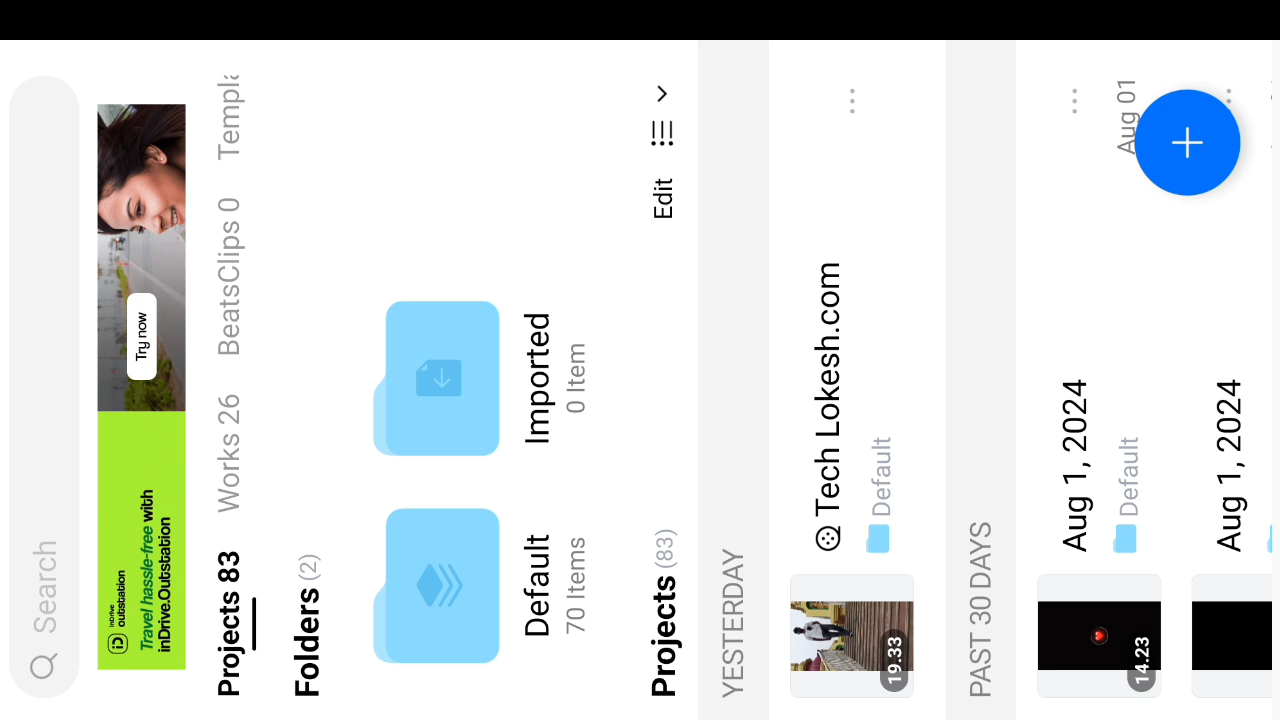 Search
inDrive
outstation
Travel hassle-free with
inDrive.Outstation
Try now
Projects 83 Works 26 BeatsClips 0 Templ
Folders (2)
Default
70 Items
Imported
0 Item
Projects (83) Edit
YESTERDAY
Tech Lokesh.com
Default
19.33
PAST 30 DAYS
Aug 1, 2024
Default Aug 01
14.23
Aug 1, 2024